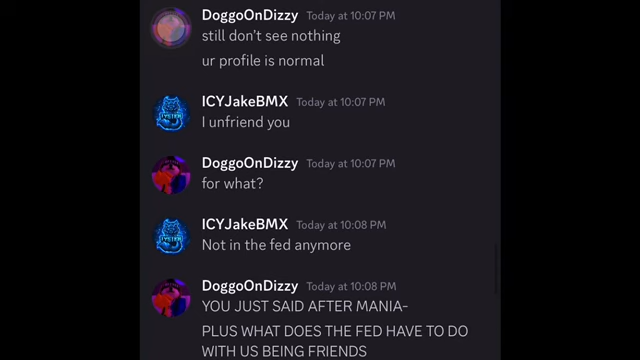 DoggoOnDizzy Today at 10:07 PM
still don't see nothing
ur profile is normal
ICYJakeBMX Today at 10:07 PM
I unfriend you
DoggoOnDizzy Today at 10:07 PM
for what?
ICYJakeBMX Today at 10:08 PM
Not in the fed anymore
DoggoOnDizzy Today at 10:08 PM
YOU JUST SAID AFTER MANIA-
PLUS WHAT DOES THE FED HAVE TO DO
WITH US BEING FRIENDS